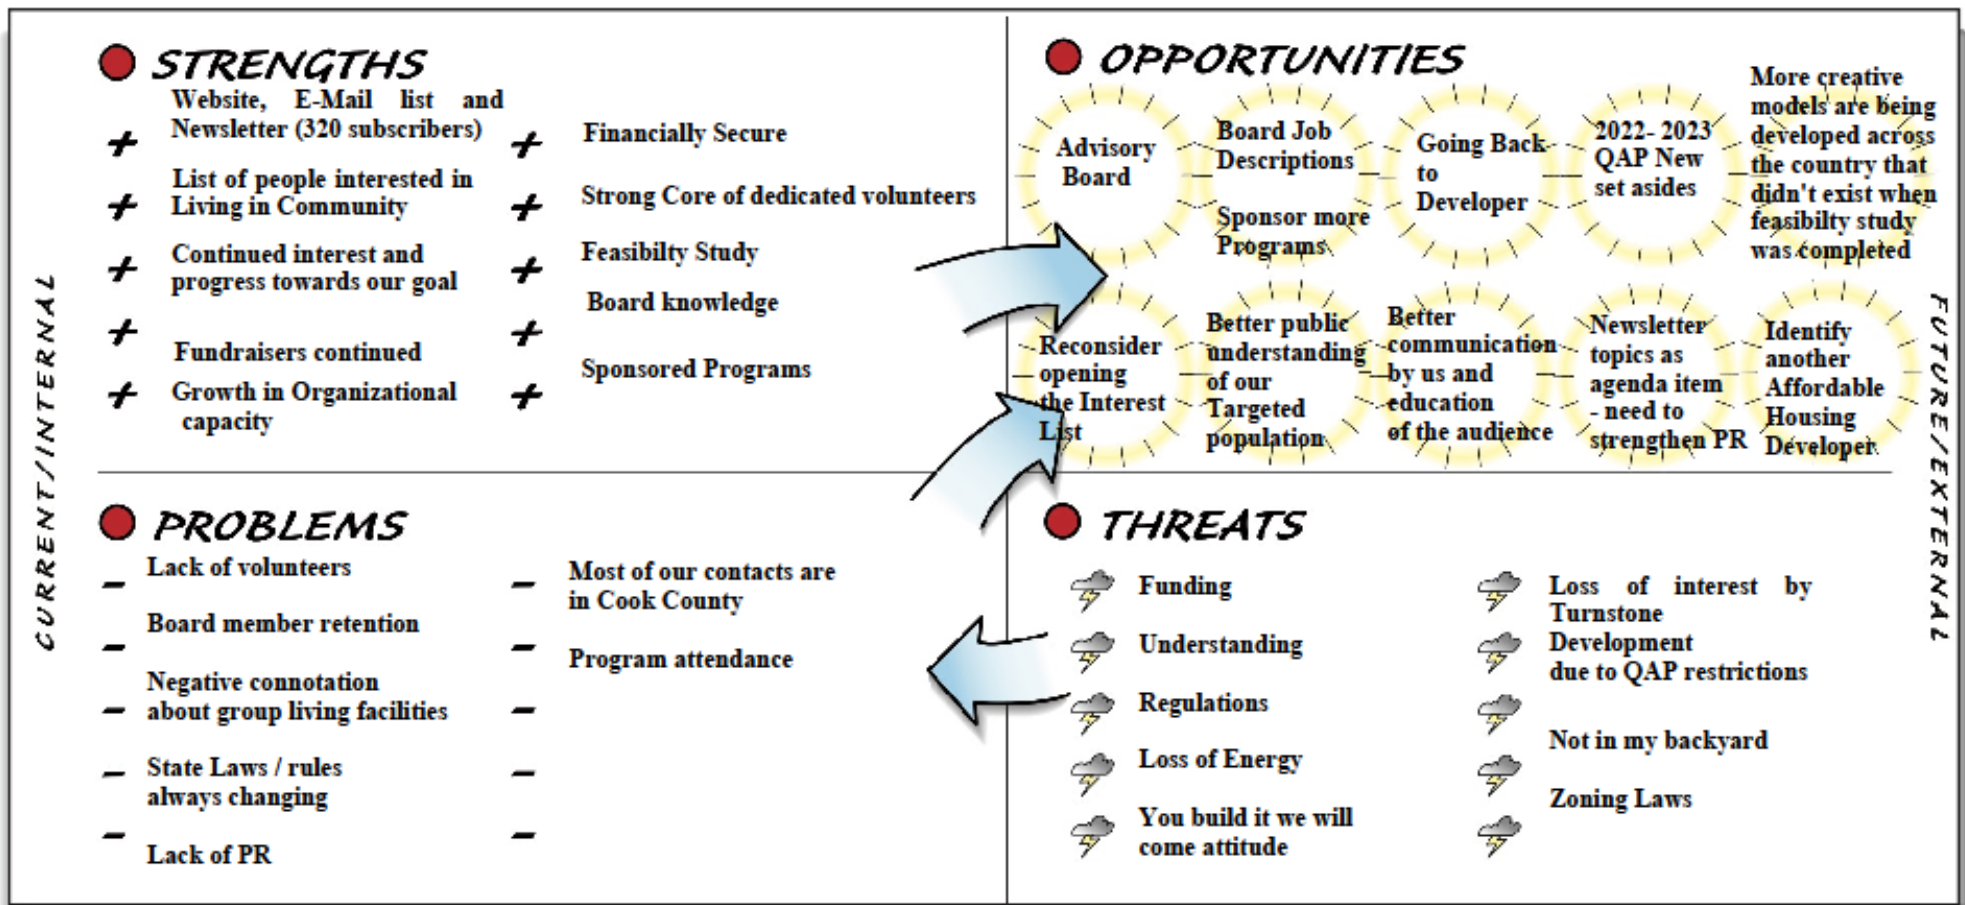 STRENGTHS
Website, E-Mail list and
Newsletter (320 subscribers)
List of people interested in
Living in Community
Continued interest and
progress towards our goal
Fundraisers continued
Growth in Organizational
capacity
Financially Secure
Strong Core of dedicated volunteers
Feasibilty Study
Board knowledge
Sponsored Programs
OPPORTUNITIES
Advisory
Board
Board Job
Descriptions
Sponsor more
Programs
Going Back
to
Developer
2022- 2023
QAP New
set asides
More creative
models are being
developed across
the country that
didn't exist when
feasibilty study
was completed
Reconsider
opening
the Interest
List
Better public
understanding
of our
Targeted
population
Better
communication
by us and
education
of the audience
Newsletter
topics as
agenda item
- need to
strengthen PR
Identify
another
Affordable
Housing
Developer
CURRENT/INTERNAL
FUTURE/EXTERNAL
PROBLEMS
Lack of volunteers
Board member retention
Negative connotation
about group living facilities
State Laws / rules
always changing
Lack of PR
Most of our contacts are
in Cook County
Program attendance
THREATS
Funding
Understanding
Regulations
Loss of Energy
You build it we will
come attitude
Loss of interest by
Turnstone
Development
due to QAP restrictions
Not in my backyard
Zoning Laws